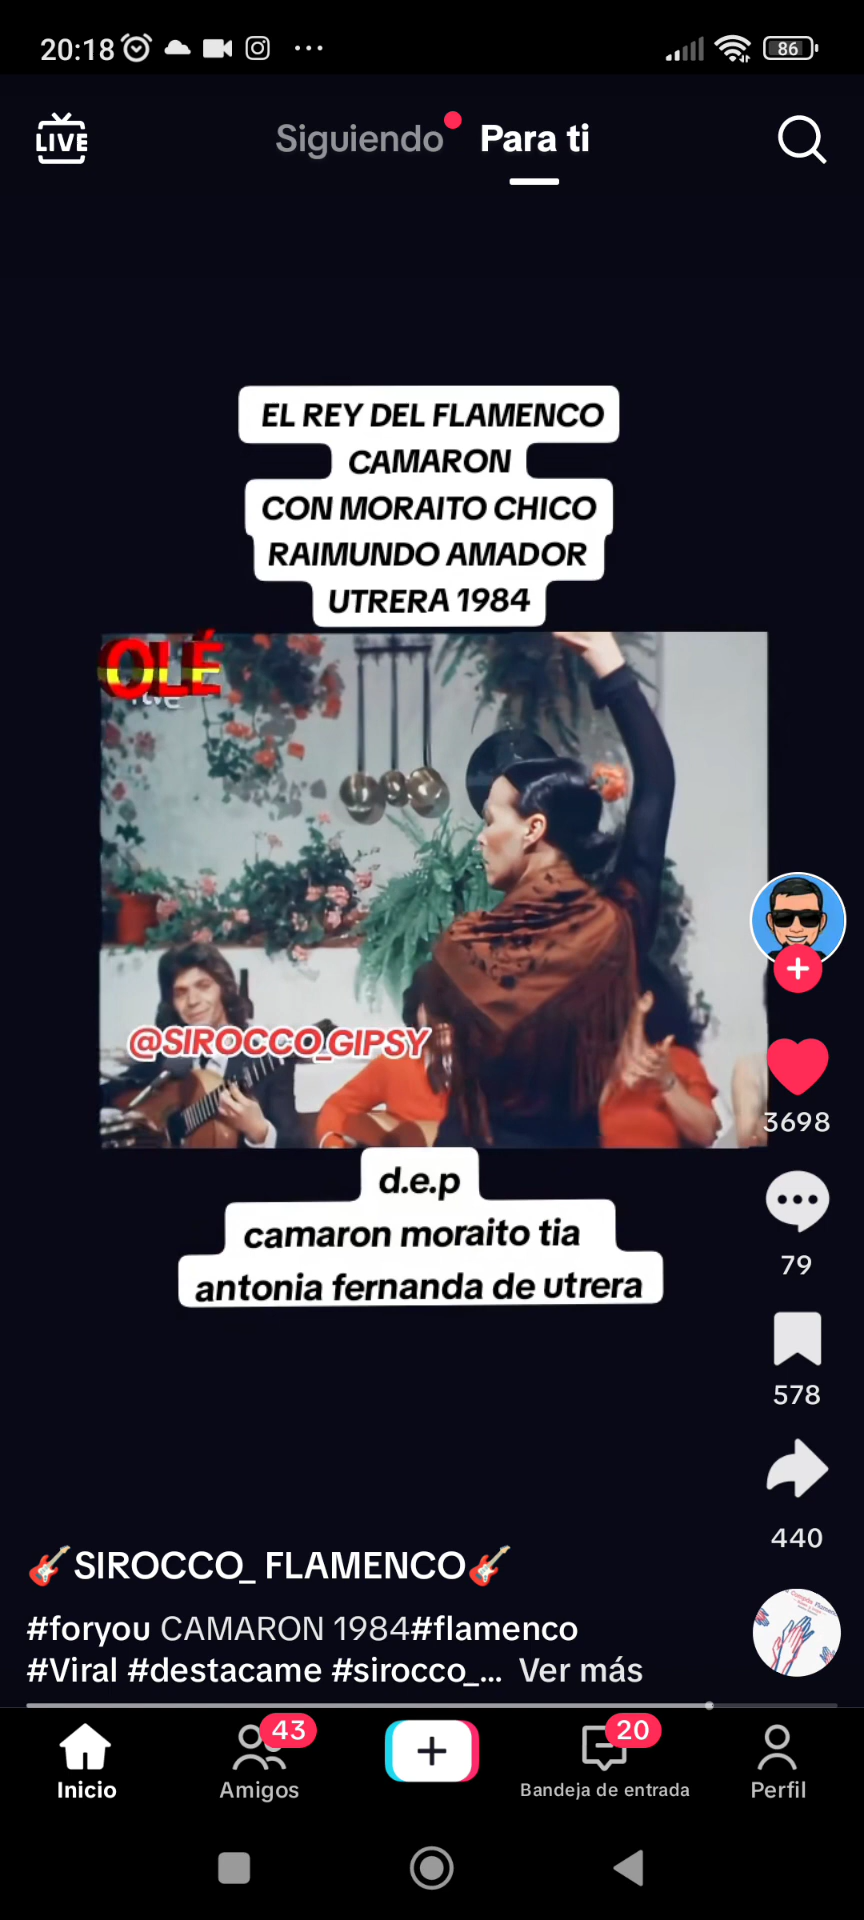 20:18
86
LIVE
Siguiendo
Para ti
EL REY DEL FLAMENCO
CAMARON
CON MORAITO CHICO
RAIMUNDO AMADOR
UTRERA 1984
OLÉ
@SIROCCO_GIPSY
3698
d.e.p
camaron moraito tia
antonia fernanda de utrera
79
578
440
🎸SIROCCO_ FLAMENCO🎸
#foryou CAMARON 1984#flamenco
#Viral #destacame #sirocco_... Ver más
43
20
Inicio
Amigos
Bandeja de entrada
Perfil